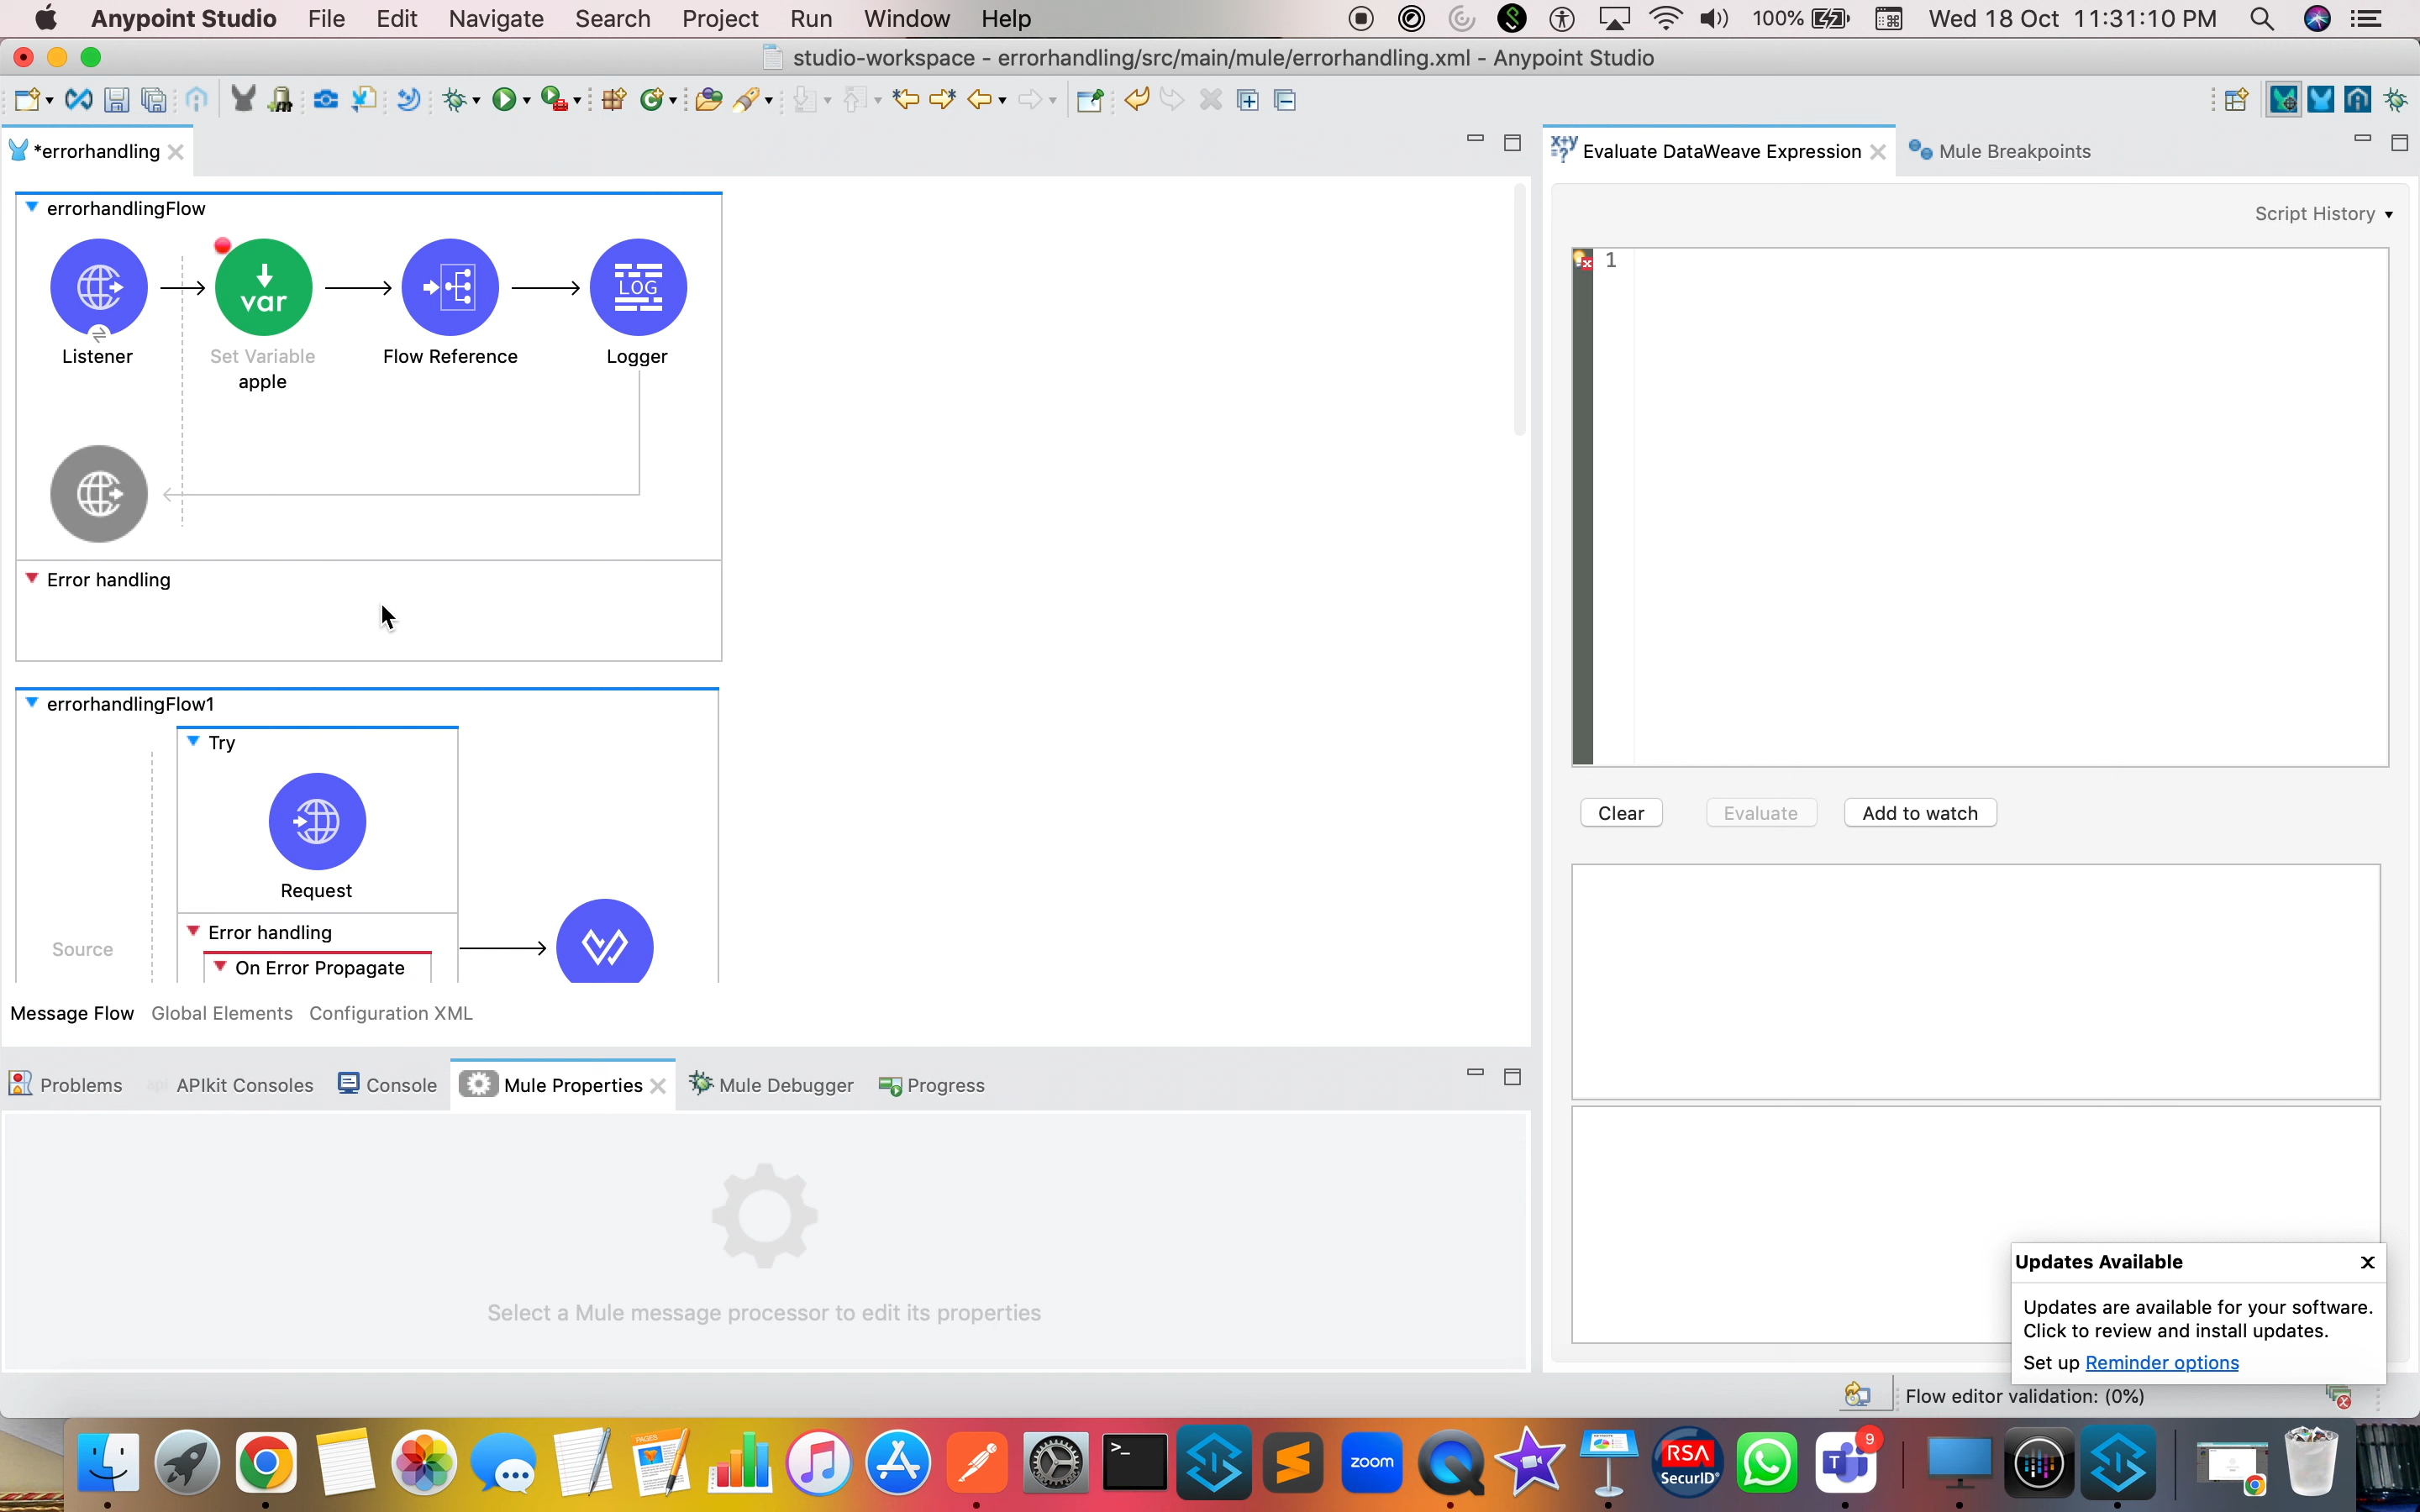 Anypoint Studio File Edit Navigate Search Project Run Window Help 100% Wed 18 Oct 11:31:10 PM
studio-workspace - errorhandling/src/main/mule/errorhandling.xml - Anypoint Studio
*errorhandling
Evaluate DataWeave Expression
Mule Breakpoints
errorhandlingFlow
Script History
1
var
LOG
Listener
Set Variable
apple
Flow Reference
Logger
Error handling
errorhandlingFlow1
Try
Request
Error handling
Source
On Error Propagate
Clear
Evaluate
Add to watch
Message Flow Global Elements Configuration XML
Problems APIkit Consoles Console Mule Properties Mule Debugger Progress
Select a Mule message processor to edit its properties
Updates Available
Updates are available for your software.
Click to review and install updates.
Set up Reminder options
Flow editor validation: (0%)
PAGES
zoom
RSA
SecurID®
T
9